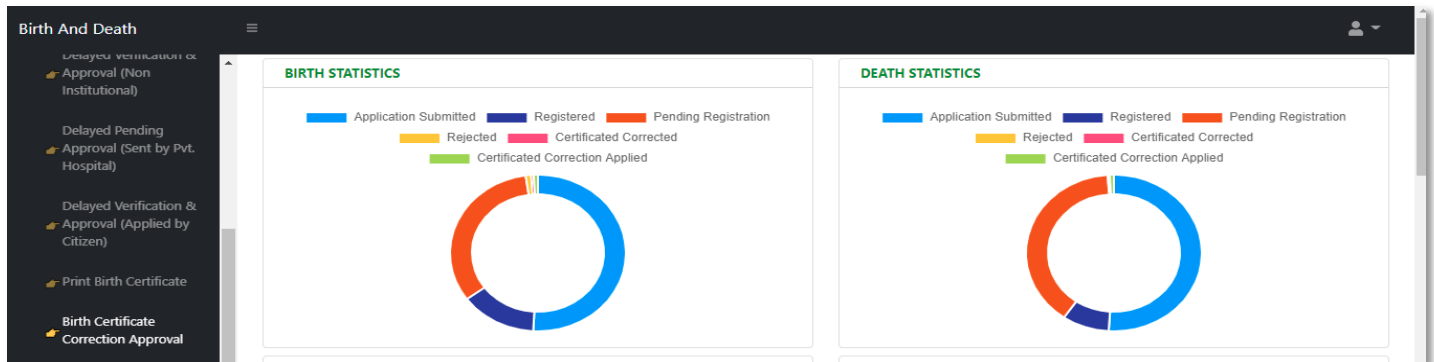 Birth And Death
Delayed Verification &
Approval (Non
Institutional)
Delayed Pending
Approval (Sent by Pvt.
Hospital)
Delayed Verification &
Approval (Applied by
Citizen)
Print Birth Certificate
Birth Certificate
Correction Approval
BIRTH STATISTICS
Application Submitted Registered Pending Registration
Rejected Certificated Corrected
Certificated Correction Applied
DEATH STATISTICS
Application Submitted Registered Pending Registration
Rejected Certificated Corrected
Certificated Correction Applied